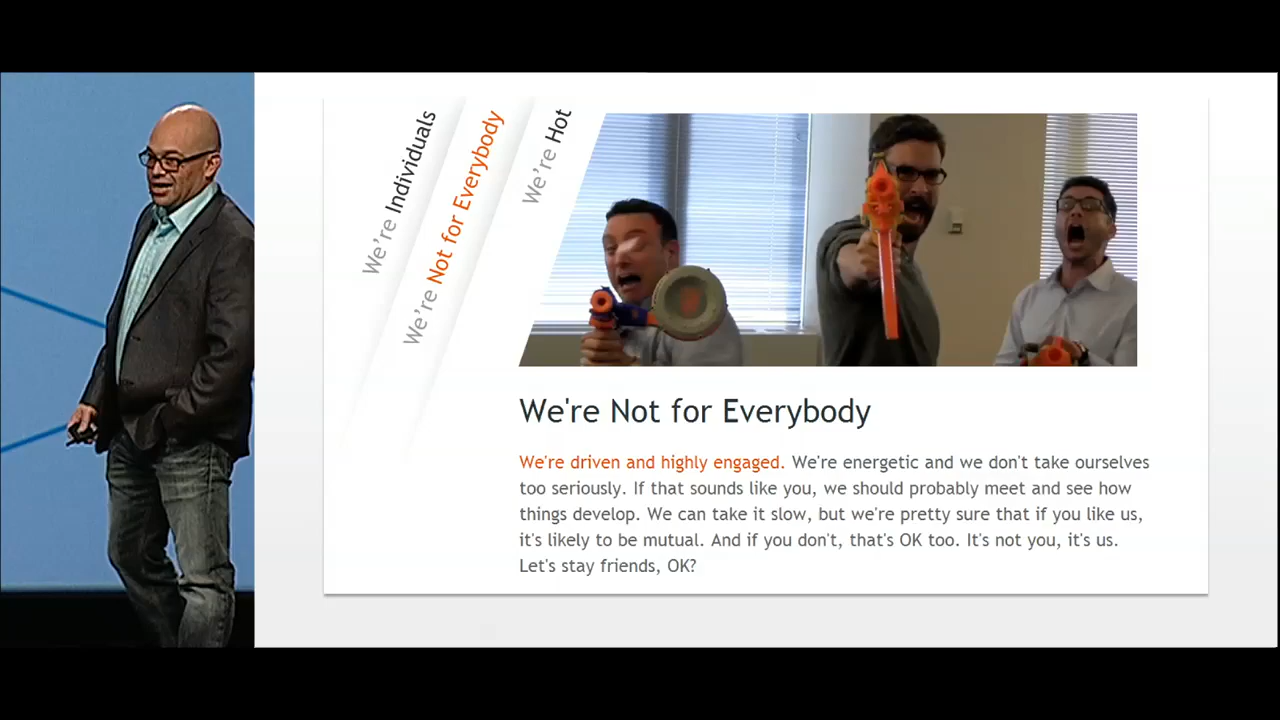 We're Individuals
We're Not for Everybody
We're Hot
We're Not for Everybody
We're driven and highly engaged. We're energetic and we don't take ourselves
too seriously. If that sounds like you, we should probably meet and see how
things develop. We can take it slow, but we're pretty sure that if you like us,
it's likely to be mutual. And if you don't, that's OK too. It's not you, it's us.
Let's stay friends, OK?